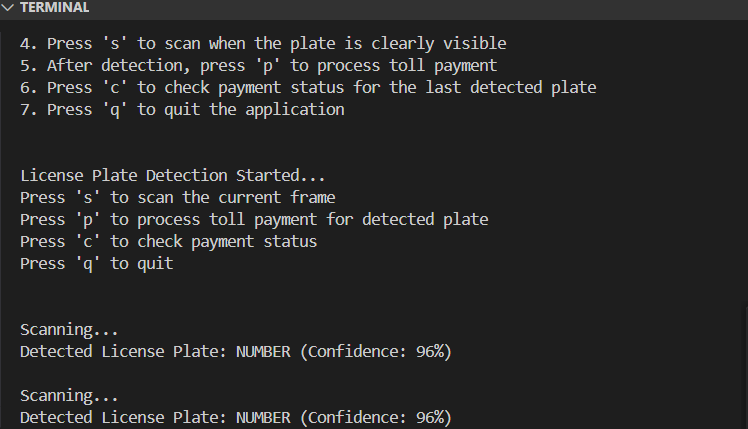 TERMINAL
4. Press 's' to scan when the plate is clearly visible
5. After detection, press 'p' to process toll payment
6. Press 'c' to check payment status for the last detected plate
7. Press 'q' to quit the application
License Plate Detection Started...
Press 's' to scan the current frame
Press 'p' to process toll payment for detected plate
Press 'c' to check payment status
Press 'q' to quit
Scanning...
Detected License Plate: NUMBER (Confidence: 96%)
Scanning...
Detected License Plate: NUMBER (Confidence: 96%)